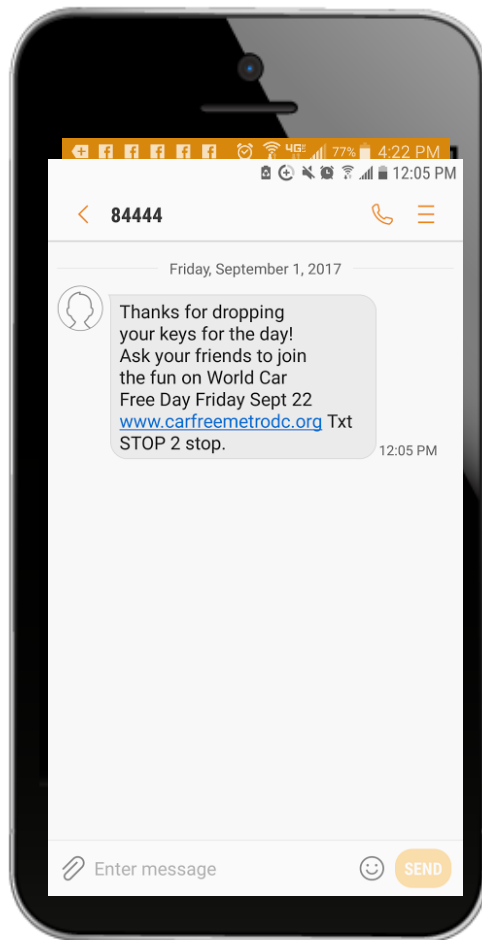 4GE 77% 4:22 PM
12:05 PM
84444
Friday, September 1, 2017
Thanks for dropping
your keys for the day!
Ask your friends to join
the fun on World Car
Free Day Friday Sept 22
www.carfreemetrodc.org Txt
STOP 2 stop.
12:05 PM
Enter message
SEND